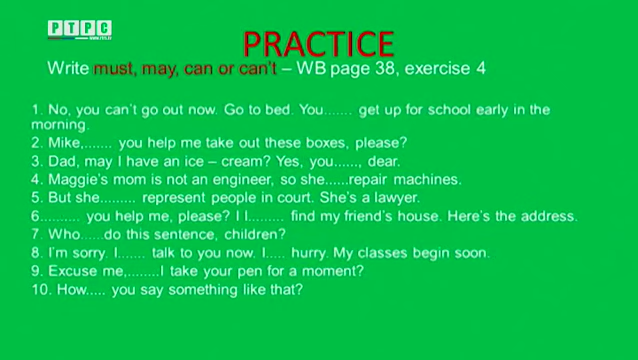 РТРС
PRACTICE
Write must, may, can or can't – WB page 38, exercise 4
1. No, you can't go out now. Go to bed. You....... get up for school early in the
morning.
2. Mike,....... you help me take out these boxes, please?
3. Dad, may I have an ice – cream? Yes, you......, dear.
4. Maggie's mom is not an engineer, so she......repair machines.
5. But she......... represent people in court. She's a lawyer.
6.......... you help me, please? I I......... find my friend's house. Here's the address.
7. Who......do this sentence, children?
8. I'm sorry. I....... talk to you now. I..... hurry. My classes begin soon.
9. Excuse me,........I take your pen for a moment?
10. How..... you say something like that?